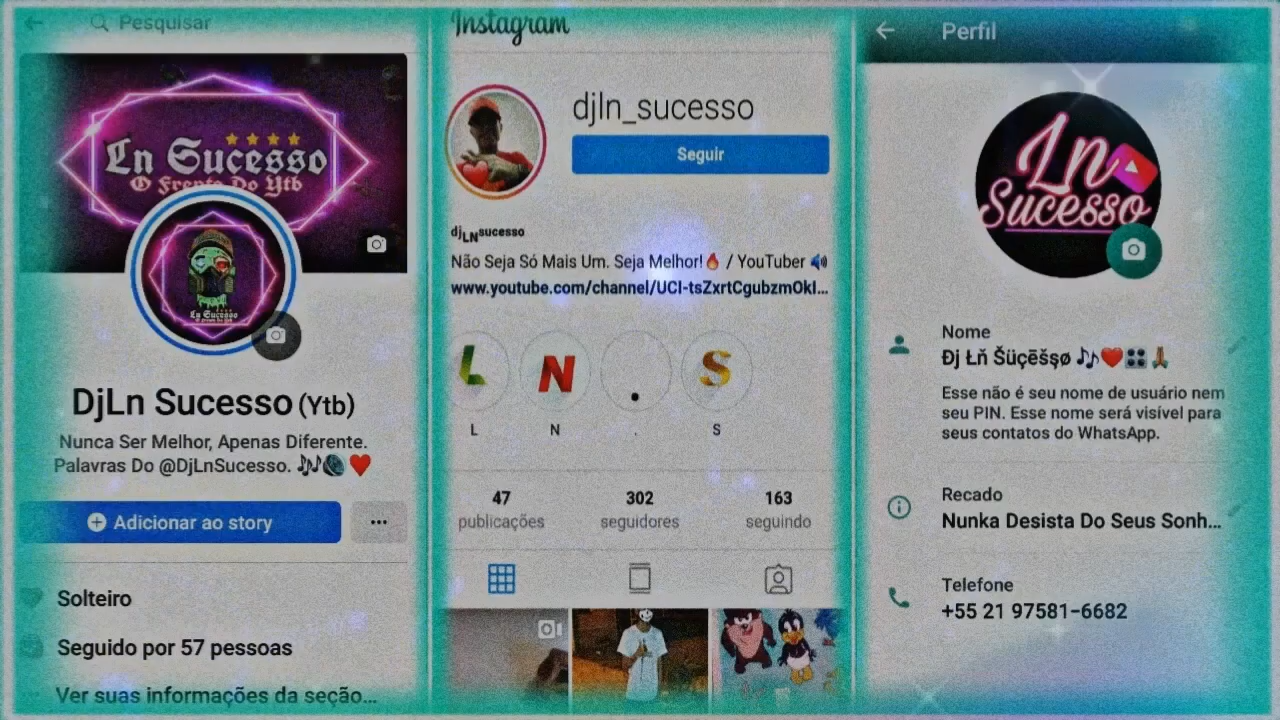 Pesquisar
Ln Sucesso
O Frente Do Ytb
Ln Sucesso
DjLn Sucesso (Ytb)
Nunca Ser Melhor, Apenas Diferente.
Palavras Do @DjLnSucesso. 🎶❤️
Adicionar ao story
Solteiro
Seguido por 57 pessoas
Ver suas informações da seção...
Instagram
djln_sucesso
Seguir
djLNsucesso
Não Seja Só Mais Um. Seja Melhor!🔥 / YouTuber 🔊
www.youtube.com/channel/UCI-tsZxrtCgubzmOkI...
L
N
.
S
L
N
.
S
47
302
163
publicações
seguidores
seguindo
Perfil
Ln
Sucesso
Nome
Đj Łň Šüçēšşø 🎶❤️🎛️🙏
Esse não é seu nome de usuário nem
seu PIN. Esse nome será visível para
seus contatos do WhatsApp.
Recado
Nunka Desista Do Seus Sonh...
Telefone
+55 21 97581-6682